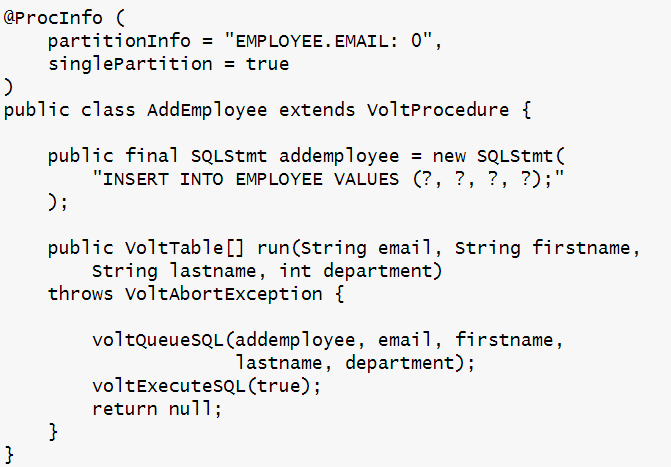 @ProcInfo (
    partitionInfo = "EMPLOYEE.EMAIL: 0",
    singlePartition = true
)
public class AddEmployee extends VoltProcedure {

    public final SQLStmt addemployee = new SQLStmt(
        "INSERT INTO EMPLOYEE VALUES (?, ?, ?, ?);"
    );

    public VoltTable[] run(String email, String firstname,
        String lastname, int department)
    throws VoltAbortException {

        voltQueueSQL(addemployee, email, firstname,
                     lastname, department);
        voltExecuteSQL(true);
        return null;
    }
}